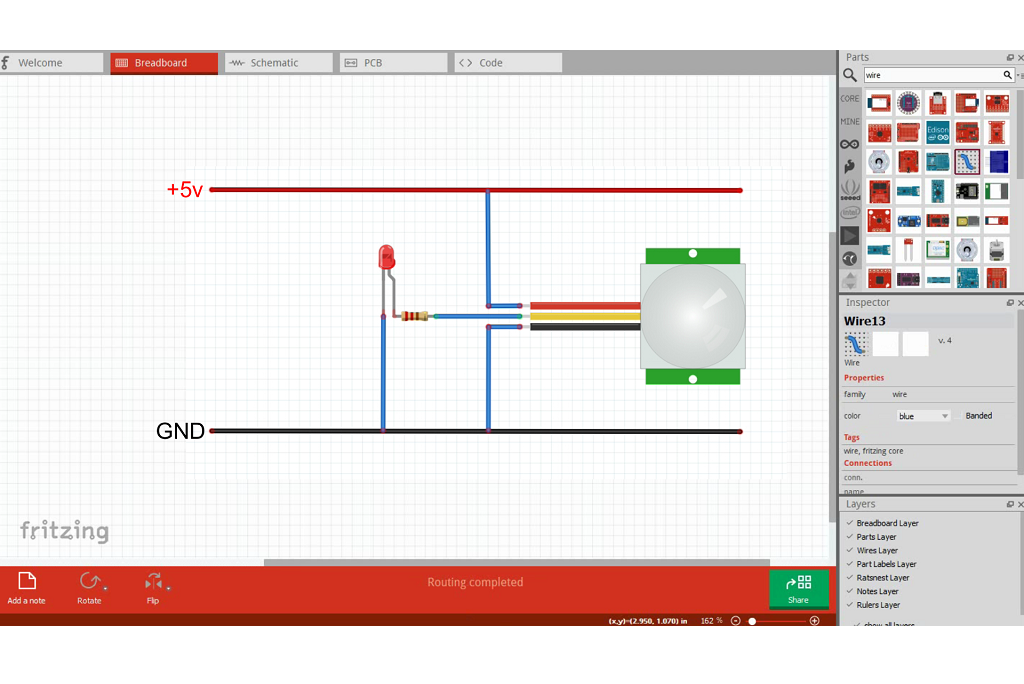 Welcome
Breadboard
Schematic
PCB
Code
+5v
GND
fritzing
Add a note
Rotate
Flip
Routing completed
Share
(x,y)=(2.950, 1.070) in
162 %
Parts
wire
CORE
MINE
seeed
intel
Edison
Inspector
Wire13
v. 4
Wire
Properties
family wire
color blue Banded
Tags
wire, fritzing core
Connections
conn.
name
Layers
Breadboard Layer
Parts Layer
Wires Layer
Part Labels Layer
Ratsnest Layer
Notes Layer
Rulers Layer
show all layers